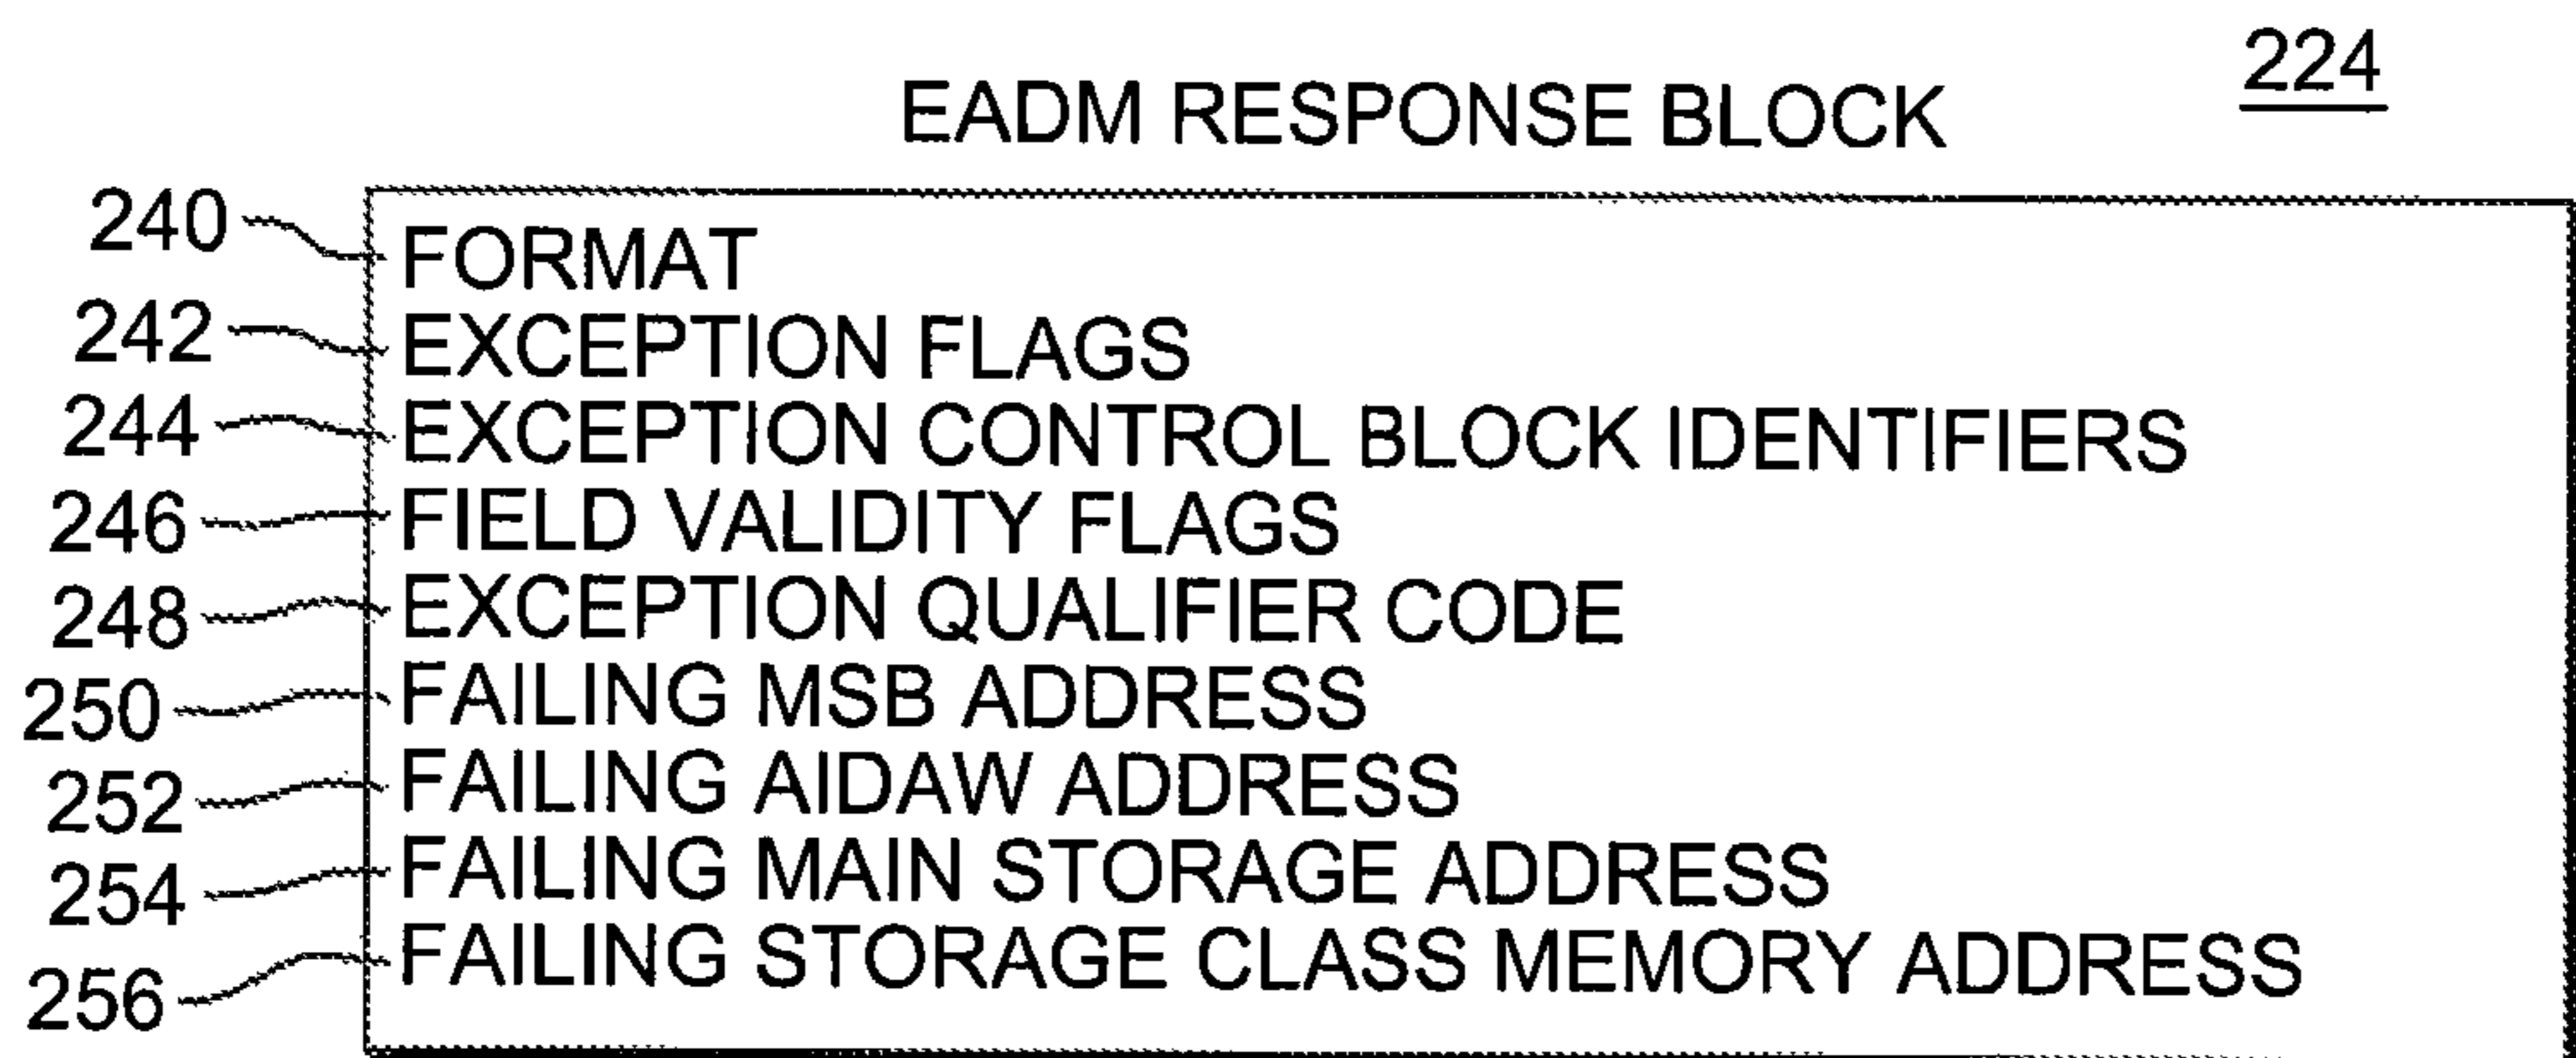 224
EADM RESPONSE BLOCK
240 FORMAT
242 EXCEPTION FLAGS
244 EXCEPTION CONTROL BLOCK IDENTIFIERS
246 FIELD VALIDITY FLAGS
248 EXCEPTION QUALIFIER CODE
250 FAILING MSB ADDRESS
252 FAILING AIDAW ADDRESS
254 FAILING MAIN STORAGE ADDRESS
256 FAILING STORAGE CLASS MEMORY ADDRESS